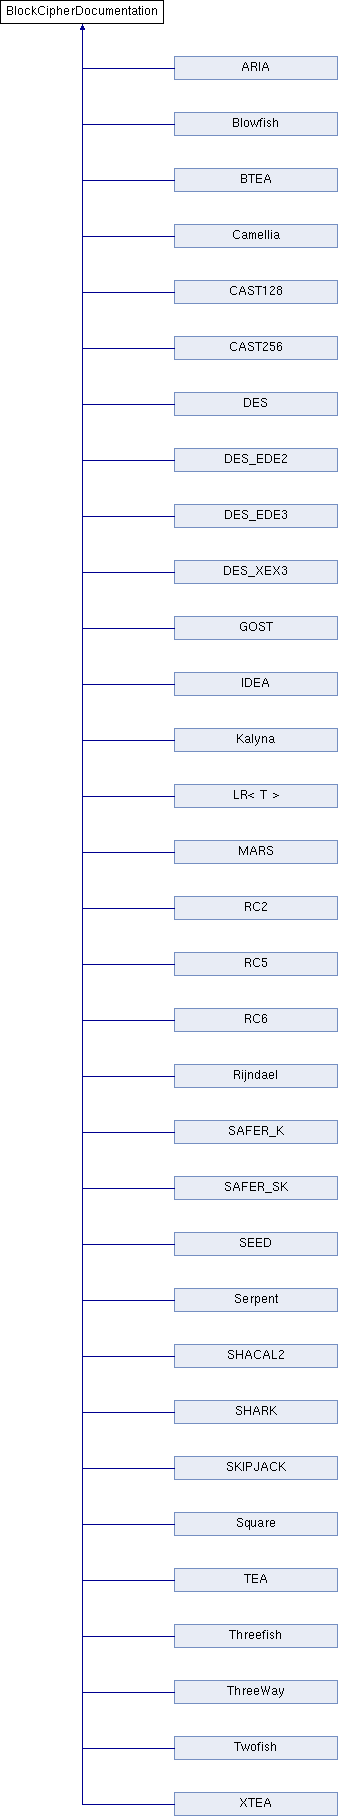 BlockCipherDocumentation
ARIA
Blowfish
BTEA
Camellia
CAST128
CAST256
DES
DES_EDE2
DES_EDE3
DES_XEX3
GOST
IDEA
Kalyna
LR< T >
MARS
RC2
RC5
RC6
Rijndael
SAFER_K
SAFER_SK
SEED
Serpent
SHACAL2
SHARK
SKIPJACK
Square
TEA
Threefish
ThreeWay
Twofish
XTEA